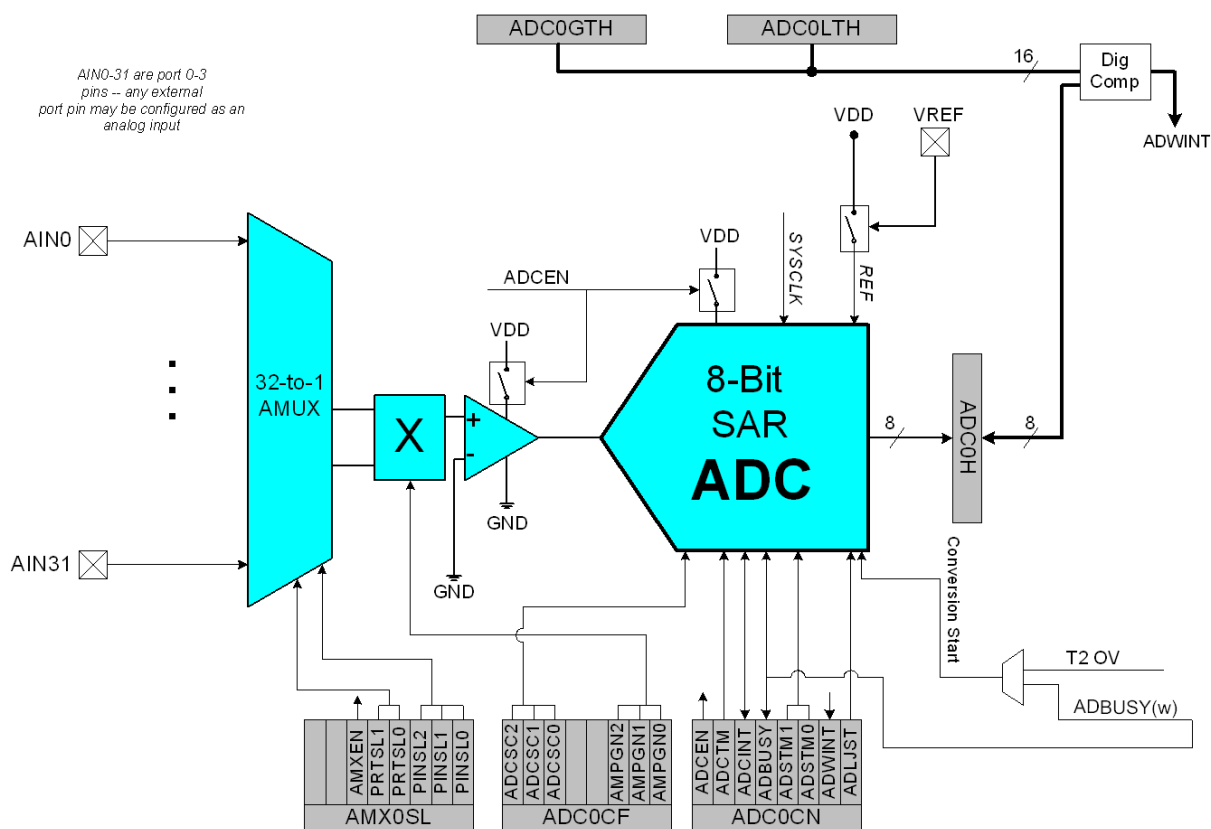 ADC0GTH
ADC0LTH
16
Dig
Comp
ADWINT
AIN0-31 are port 0-3
pins -- any external
port pin may be configured as an
analog input
VDD
VREF
AIN0
VDD
SYSCLK
REF
ADCEN
VDD
32-to-1
AMUX
X
+
-
8-Bit
SAR
ADC
8
ADC0H
8
GND
GND
AIN31
Conversion Start
T2 OV
ADBUSY(w)
AMXEN
PRTSL1
PRTSL0
PINSL2
PINSL1
PINSL0
AMX0SL
ADCSC2
ADCSC1
ADCSC0
AMPGN2
AMPGN1
AMPGN0
ADC0CF
ADCEN
ADCTM
ADCINT
ADBUSY
ADSTM1
ADSTM0
ADWINT
ADLJST
ADC0CN